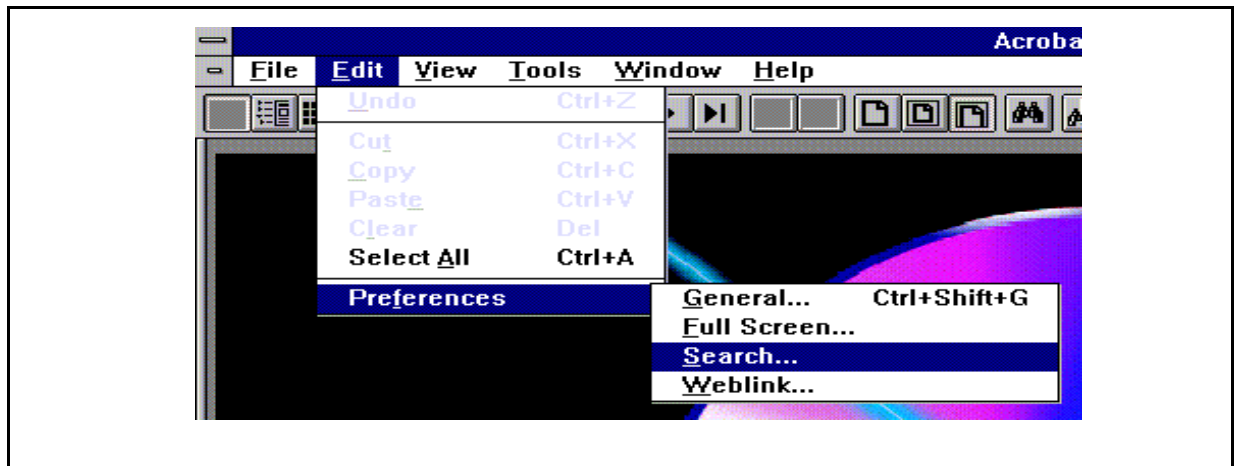 Acroba
File Edit View Tools Window Help
Undo Ctrl+Z
Cut Ctrl+X
Copy Ctrl+C
Paste Ctrl+V
Clear Del
Select All Ctrl+A
Preferences
General... Ctrl+Shift+G
Full Screen...
Search...
Weblink...